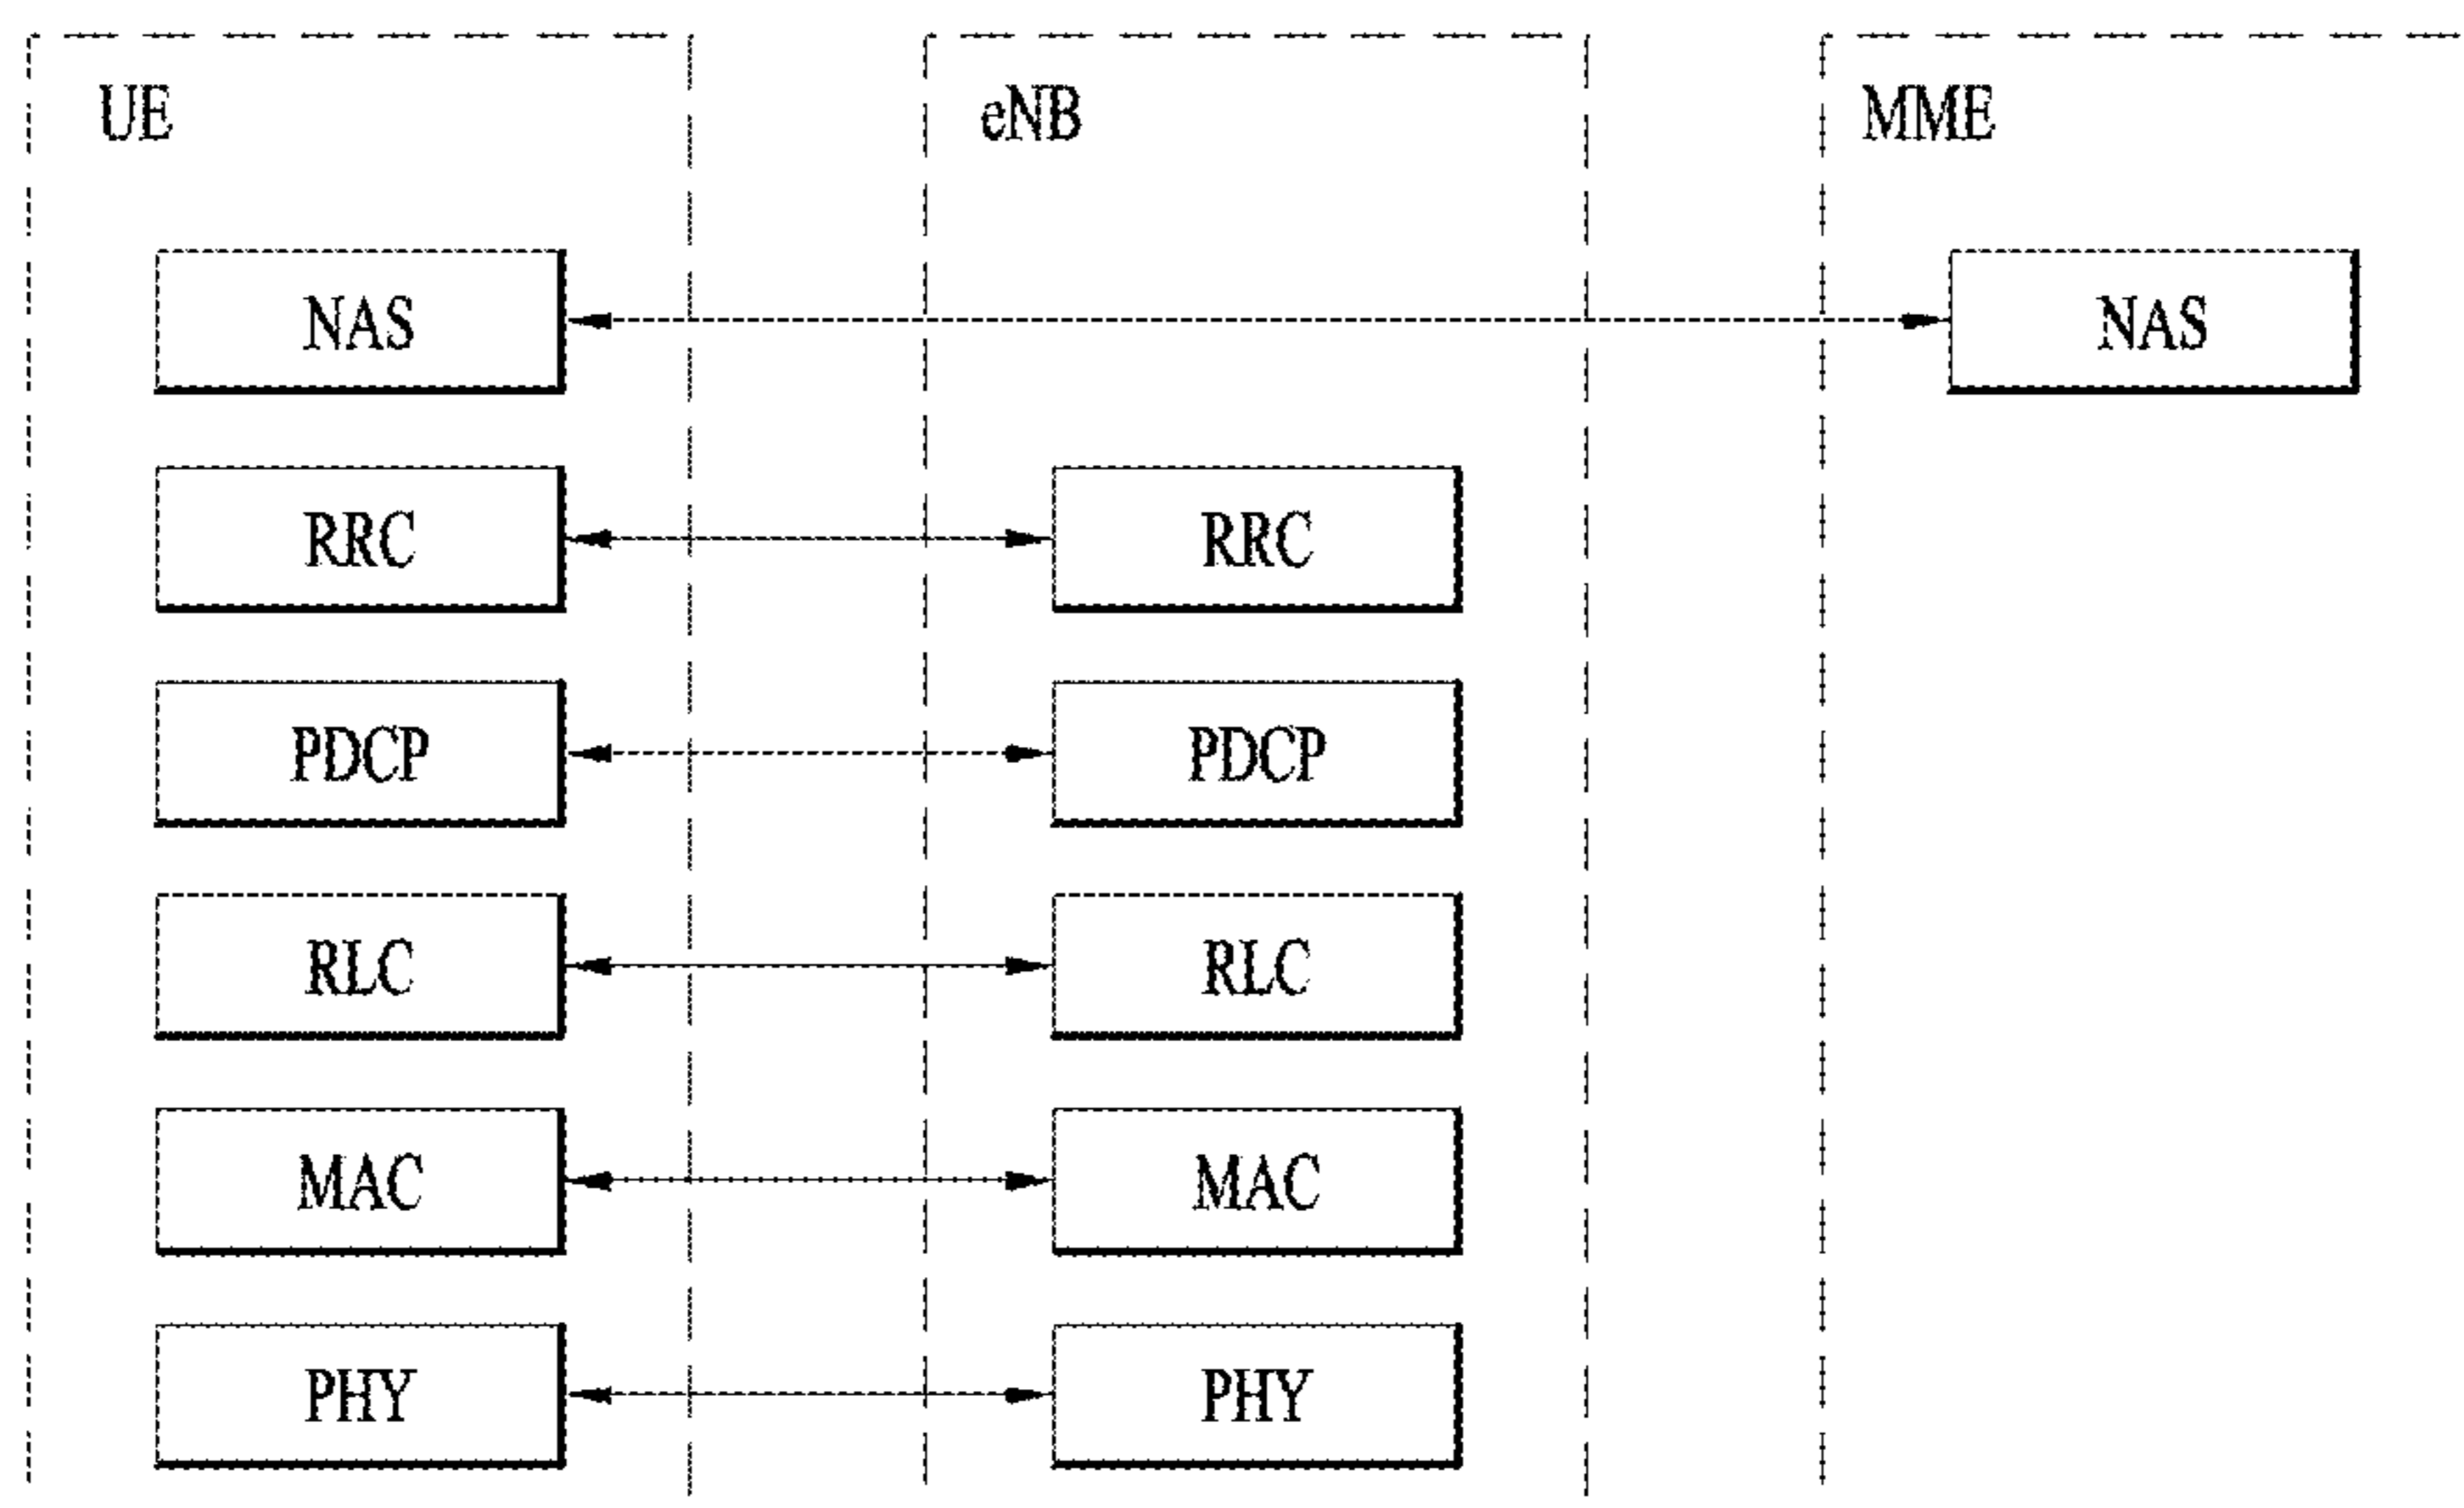 UE eNB MME
NAS NAS
RRC RRC
PDCP PDCP
RLC RLC
MAC MAC
PHY PHY